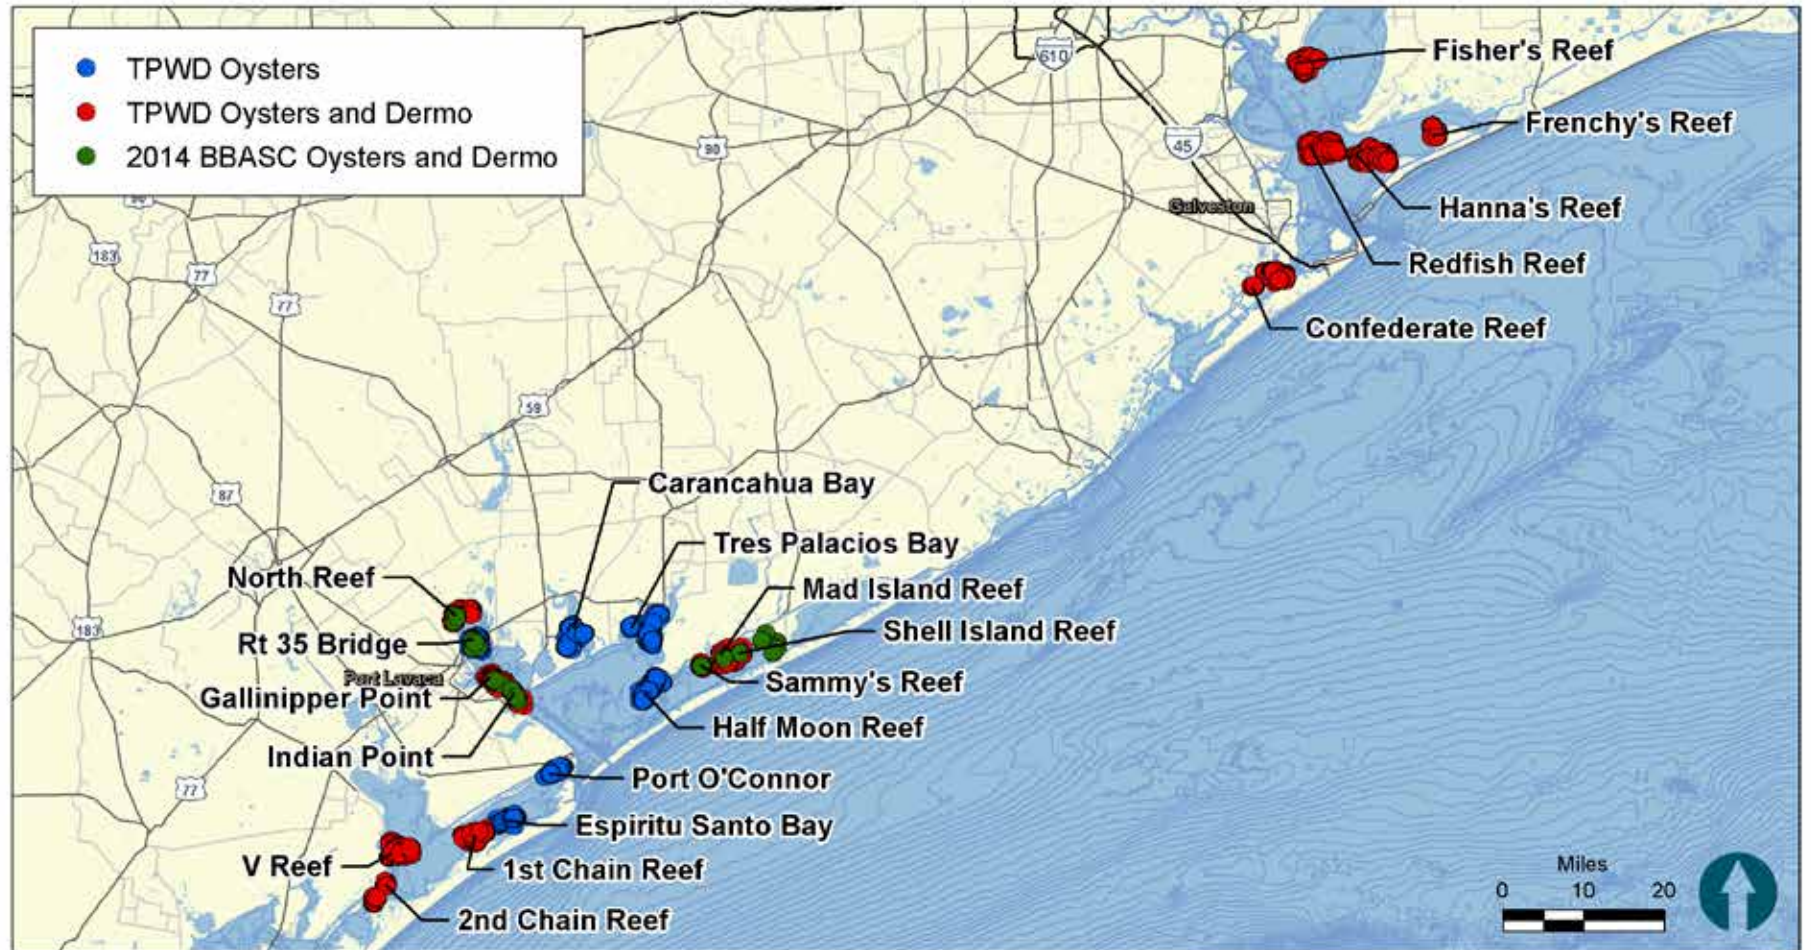 TPWD Oysters
TPWD Oysters and Dermo
2014 BBASC Oysters and Dermo
610
Fisher's Reef
Frenchy's Reef
90
45
Galveston
Hanna's Reef
183
77
Redfish Reef
77
Confederate Reef
59
Carancahua Bay
87
Tres Palacios Bay
North Reef
Mad Island Reef
183
Shell Island Reef
Rt 35 Bridge
Port Lavaca
Sammy's Reef
Gallinipper Point
Half Moon Reef
Indian Point
Port O'Connor
77
Espiritu Santo Bay
V Reef
1st Chain Reef
2nd Chain Reef
Miles
0 10 20